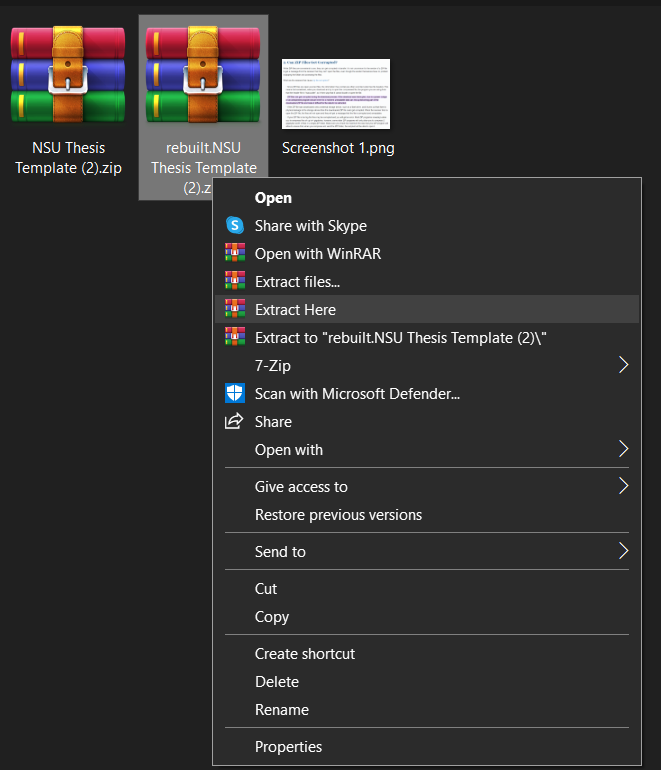 NSU Thesis
Template (2).zip
rebuilt.NSU
Thesis Template
(2).z
Screenshot 1.png
Open
Share with Skype
Open with WinRAR
Extract files...
Extract Here
Extract to "rebuilt.NSU Thesis Template (2)\"
7-Zip
Scan with Microsoft Defender...
Share
Open with
Give access to
Restore previous versions
Send to
Cut
Copy
Create shortcut
Delete
Rename
Properties